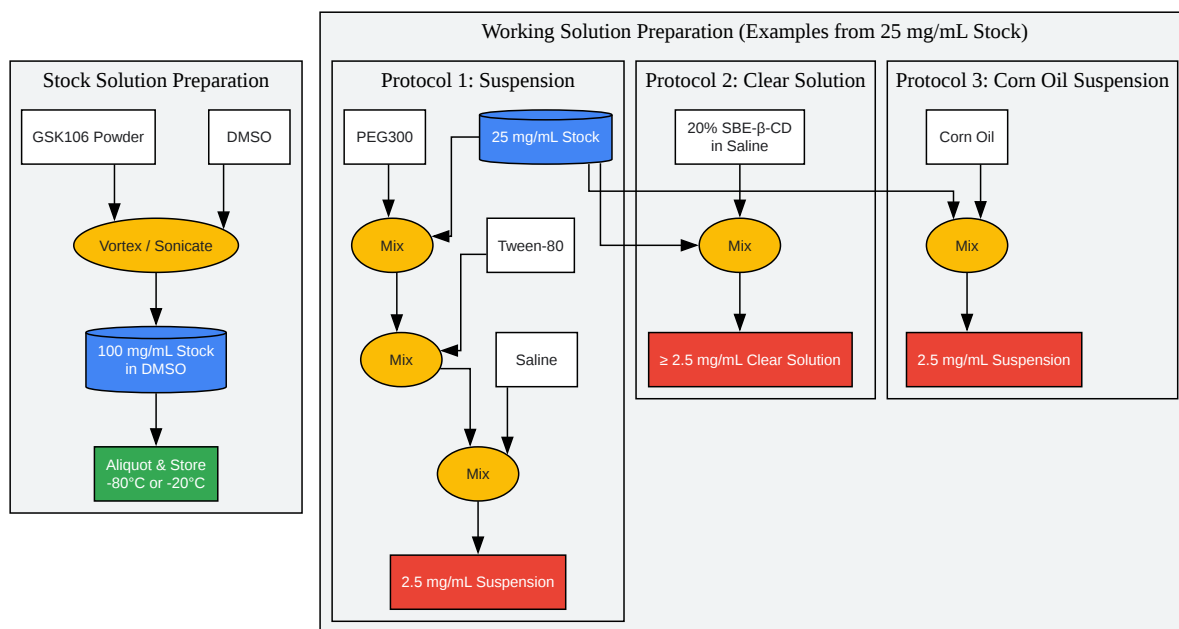 Working Solution Preparation (Examples from 25 mg/mL Stock)
Stock Solution Preparation
GSK106 Powder
DMSO
Vortex / Sonicate
100 mg/mL Stock
in DMSO
Aliquot & Store
-80°C or -20°C
Protocol 1: Suspension
PEG300
25 mg/mL Stock
Mix
Tween-80
Mix
Saline
Mix
2.5 mg/mL Suspension
Protocol 2: Clear Solution
20% SBE-β-CD
in Saline
Mix
≥ 2.5 mg/mL Clear Solution
Protocol 3: Corn Oil Suspension
Corn Oil
Mix
2.5 mg/mL Suspension